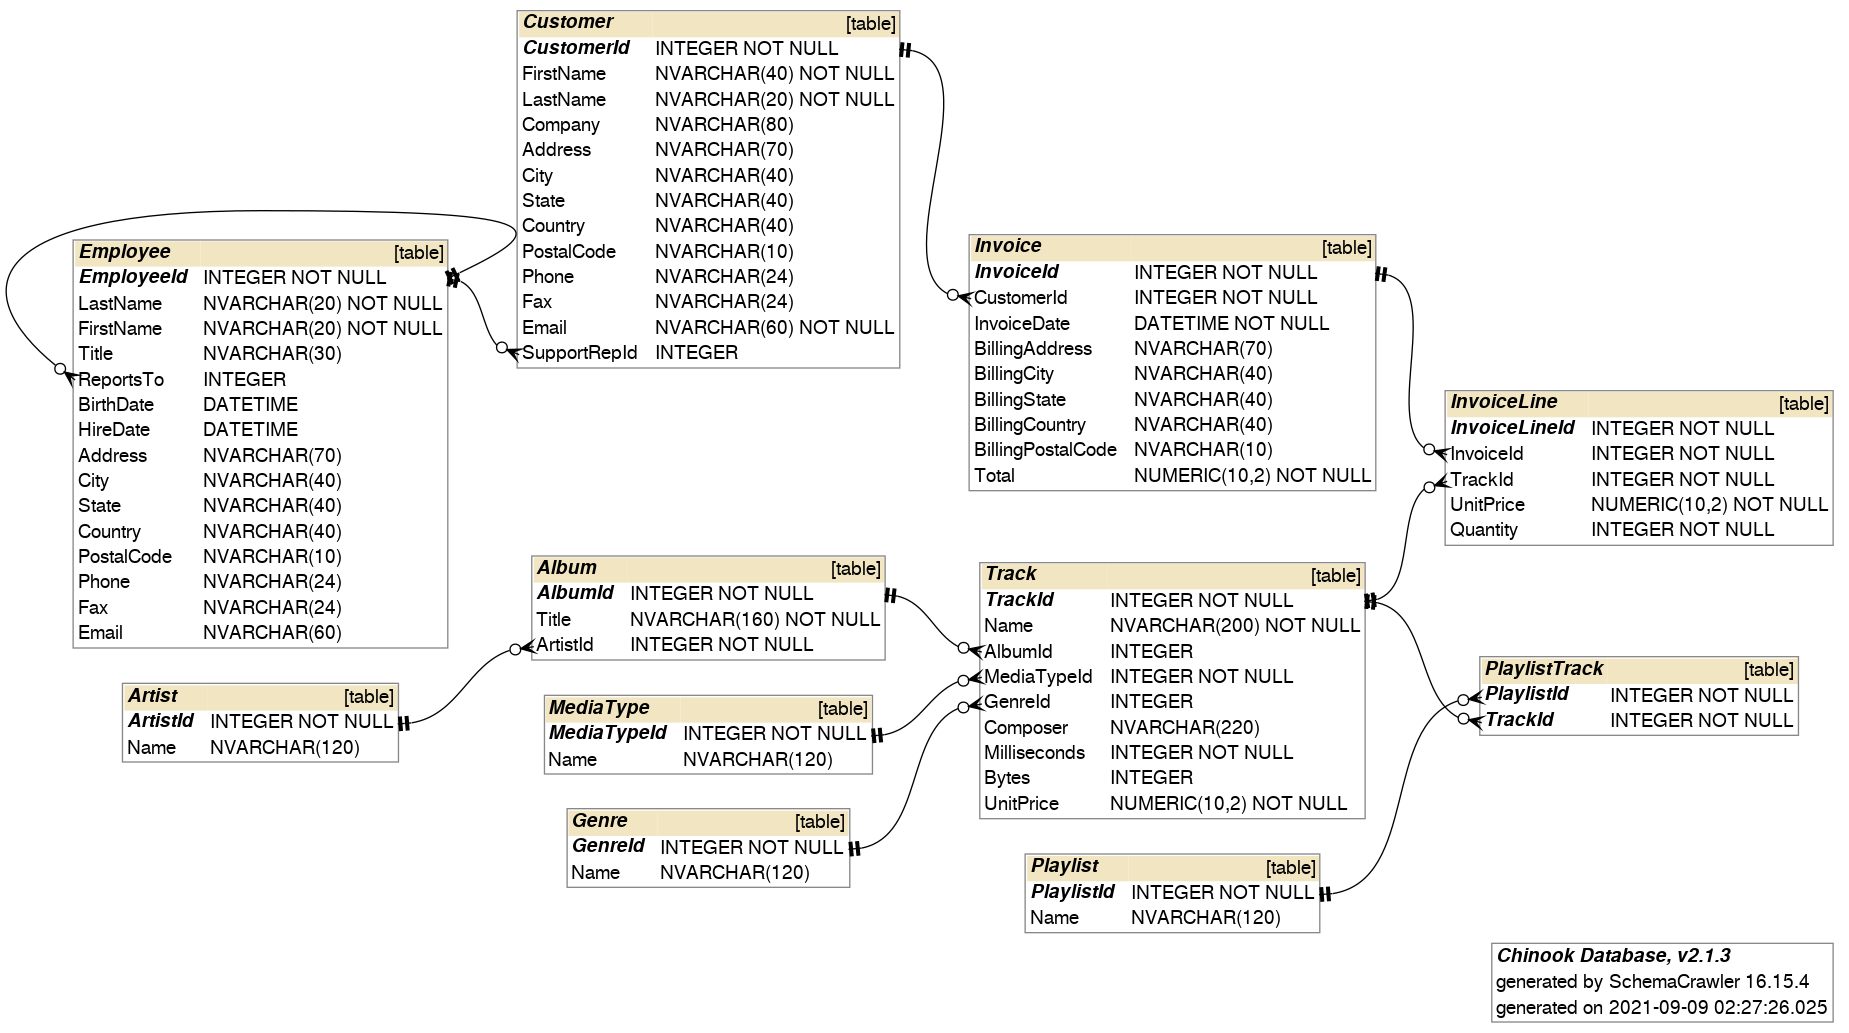 Customer [table]
CustomerId INTEGER NOT NULL
FirstName NVARCHAR(40) NOT NULL
LastName NVARCHAR(20) NOT NULL
Company NVARCHAR(80)
Address NVARCHAR(70)
City NVARCHAR(40)
State NVARCHAR(40)
Country NVARCHAR(40)
PostalCode NVARCHAR(10)
Phone NVARCHAR(24)
Fax NVARCHAR(24)
Email NVARCHAR(60) NOT NULL
SupportRepId INTEGER
Employee [table]
EmployeeId INTEGER NOT NULL
LastName NVARCHAR(20) NOT NULL
FirstName NVARCHAR(20) NOT NULL
Title NVARCHAR(30)
ReportsTo INTEGER
BirthDate DATETIME
HireDate DATETIME
Address NVARCHAR(70)
City NVARCHAR(40)
State NVARCHAR(40)
Country NVARCHAR(40)
PostalCode NVARCHAR(10)
Phone NVARCHAR(24)
Fax NVARCHAR(24)
Email NVARCHAR(60)
Invoice [table]
InvoiceId INTEGER NOT NULL
CustomerId INTEGER NOT NULL
InvoiceDate DATETIME NOT NULL
BillingAddress NVARCHAR(70)
BillingCity NVARCHAR(40)
BillingState NVARCHAR(40)
BillingCountry NVARCHAR(40)
BillingPostalCode NVARCHAR(10)
Total NUMERIC(10,2) NOT NULL
InvoiceLine [table]
InvoiceLineId INTEGER NOT NULL
InvoiceId INTEGER NOT NULL
TrackId INTEGER NOT NULL
UnitPrice NUMERIC(10,2) NOT NULL
Quantity INTEGER NOT NULL
Album [table]
AlbumId INTEGER NOT NULL
Title NVARCHAR(160) NOT NULL
ArtistId INTEGER NOT NULL
Track [table]
TrackId INTEGER NOT NULL
Name NVARCHAR(200) NOT NULL
AlbumId INTEGER
MediaTypeId INTEGER NOT NULL
GenreId INTEGER
Composer NVARCHAR(220)
Milliseconds INTEGER NOT NULL
Bytes INTEGER
UnitPrice NUMERIC(10,2) NOT NULL
PlaylistTrack [table]
PlaylistId INTEGER NOT NULL
TrackId INTEGER NOT NULL
Artist [table]
ArtistId INTEGER NOT NULL
Name NVARCHAR(120)
MediaType [table]
MediaTypeId INTEGER NOT NULL
Name NVARCHAR(120)
Genre [table]
GenreId INTEGER NOT NULL
Name NVARCHAR(120)
Playlist [table]
PlaylistId INTEGER NOT NULL
Name NVARCHAR(120)
Chinook Database, v2.1.3
generated by SchemaCrawler 16.15.4
generated on 2021-09-09 02:27:26.025